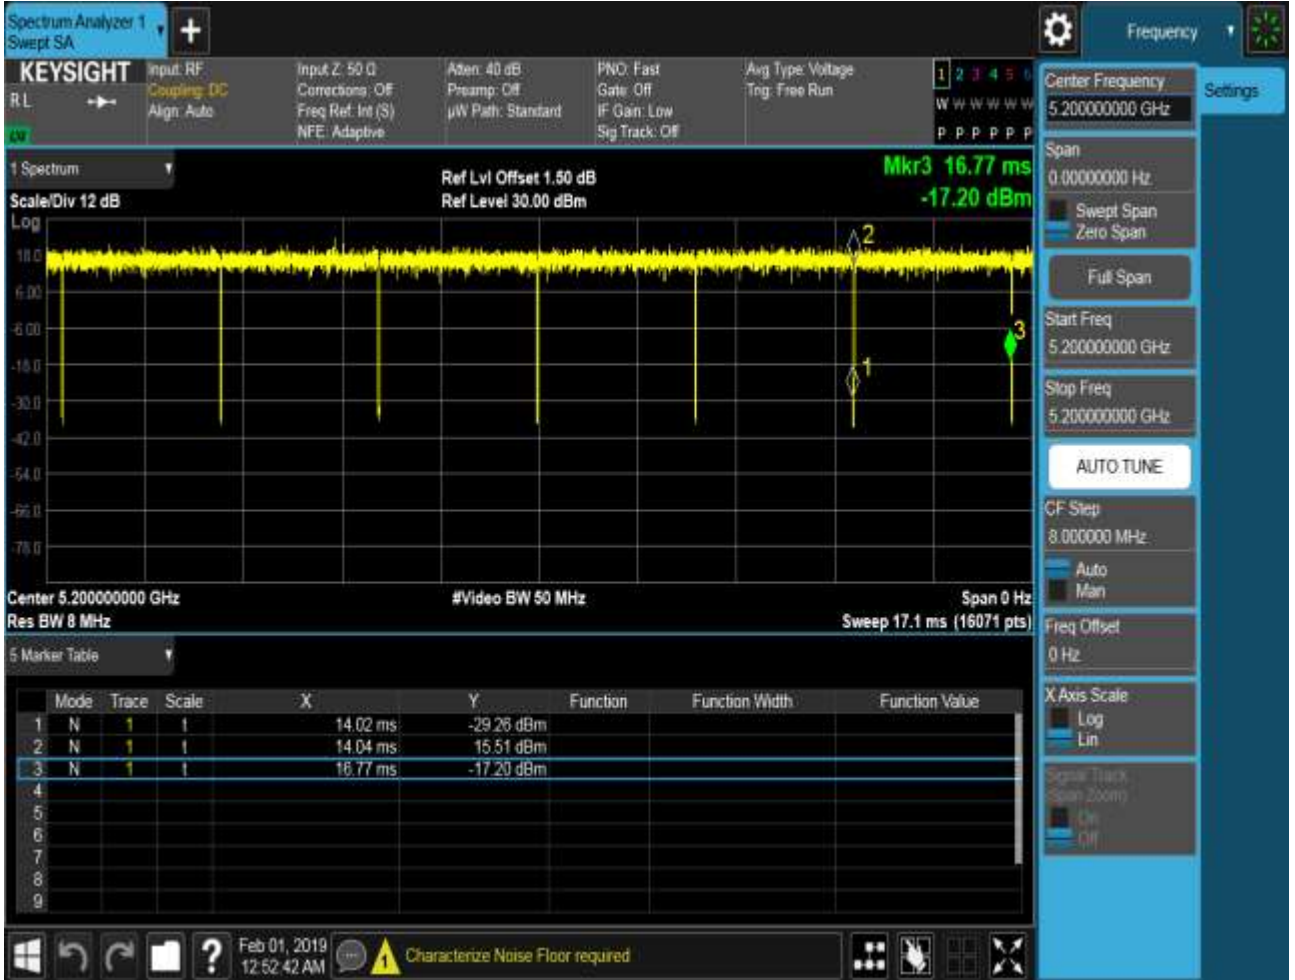 Spectrum Analyzer 1
Swept SA
+
Frequency
KEYSIGHT
RL
Input: RF
Coupling: DC
Align: Auto
Input Z: 50 Ω
Corrections: Off
Freq Ref: Int (S)
NFE: Adaptive
Atten: 40 dB
Preamp: Off
µW Path: Standard
PNO: Fast
Gate: Off
IF Gain: Low
Sig Track: Off
Avg Type: Voltage
Trig: Free Run
1 2 3 4 5 6
W W W W W W
P P P P P P
1 Spectrum
Scale/Div 12 dB
Log
Ref Lvl Offset 1.50 dB
Ref Level 30.00 dBm
Mkr3 16.77 ms
-17.20 dBm
18.0
6.00
-6.00
-18.0
-30.0
-42.0
-54.0
-66.0
-78.0
2
3
1
Center 5.200000000 GHz
Res BW 8 MHz
#Video BW 50 MHz
Span 0 Hz
Sweep 17.1 ms (16071 pts)
5 Marker Table
Mode Trace Scale X Y Function Function Width Function Value
1 N 1 t 14.02 ms -29.26 dBm
2 N 1 t 14.04 ms 15.51 dBm
3 N 1 t 16.77 ms -17.20 dBm
4
5
6
7
8
9
Settings
Center Frequency
5.200000000 GHz
Span
0.00000000 Hz
Swept Span
Zero Span
Full Span
Start Freq
5.200000000 GHz
Stop Freq
5.200000000 GHz
AUTO TUNE
CF Step
8.000000 MHz
Auto
Man
Freq Offset
0 Hz
X Axis Scale
Log
Lin
Signal Track
(Span Zoom)
On
Off
?
Feb 01, 2019
12:52:42 AM
1
Characterize Noise Floor required